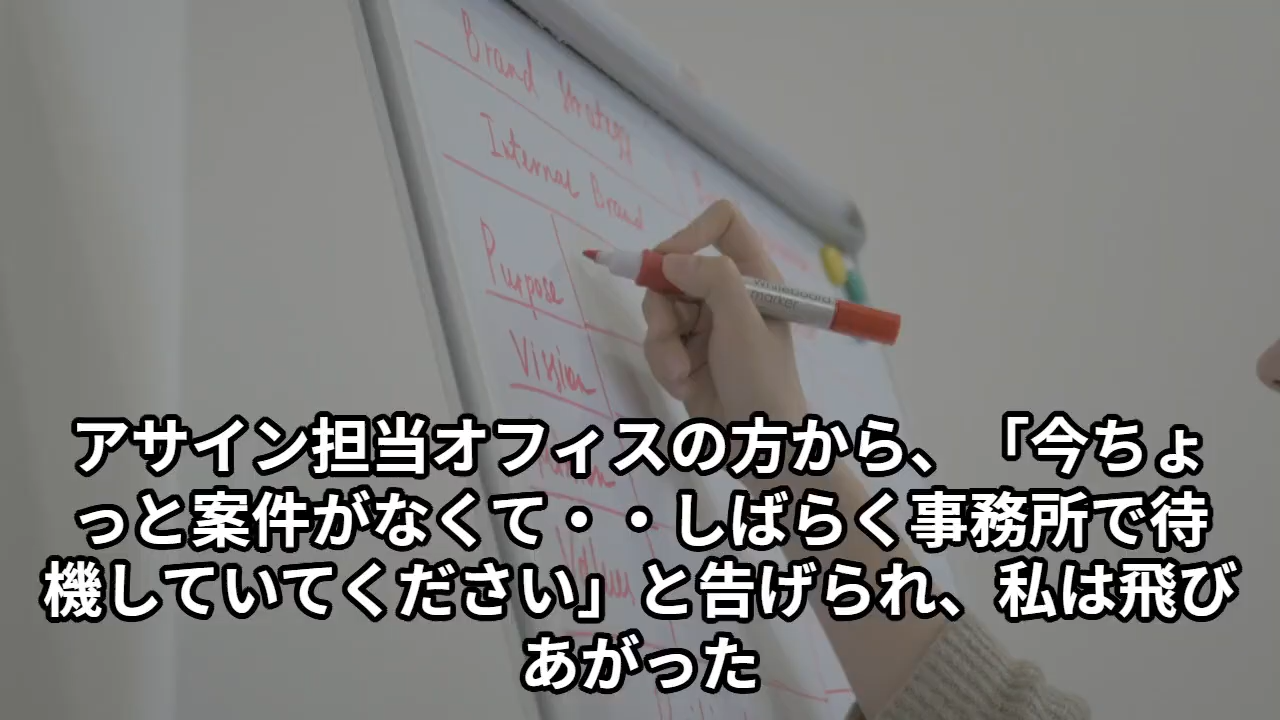 Brand Strategy
Internal Brand
Purpose
Vision
Whiteboard
marker
アサイン担当オフィスの方から、「今ちょ
っと案件がなくて・・しばらく事務所で待
機していてください」と告げられ、私は飛び
あがった